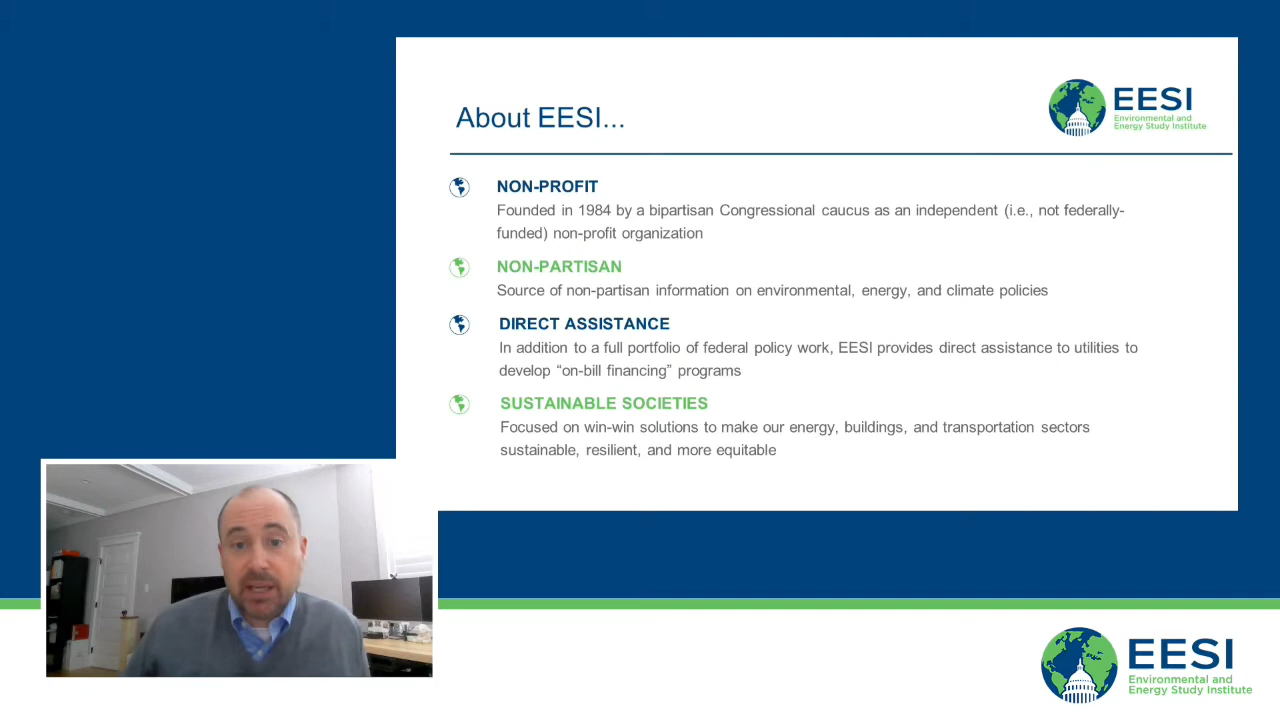 About EESI...
EESI
Environmental and
Energy Study Institute
NON-PROFIT
Founded in 1984 by a bipartisan Congressional caucus as an independent (i.e., not federally-
funded) non-profit organization
NON-PARTISAN
Source of non-partisan information on environmental, energy, and climate policies
DIRECT ASSISTANCE
In addition to a full portfolio of federal policy work, EESI provides direct assistance to utilities to
develop “on-bill financing” programs
SUSTAINABLE SOCIETIES
Focused on win-win solutions to make our energy, buildings, and transportation sectors
sustainable, resilient, and more equitable
EESI
Environmental and
Energy Study Institute